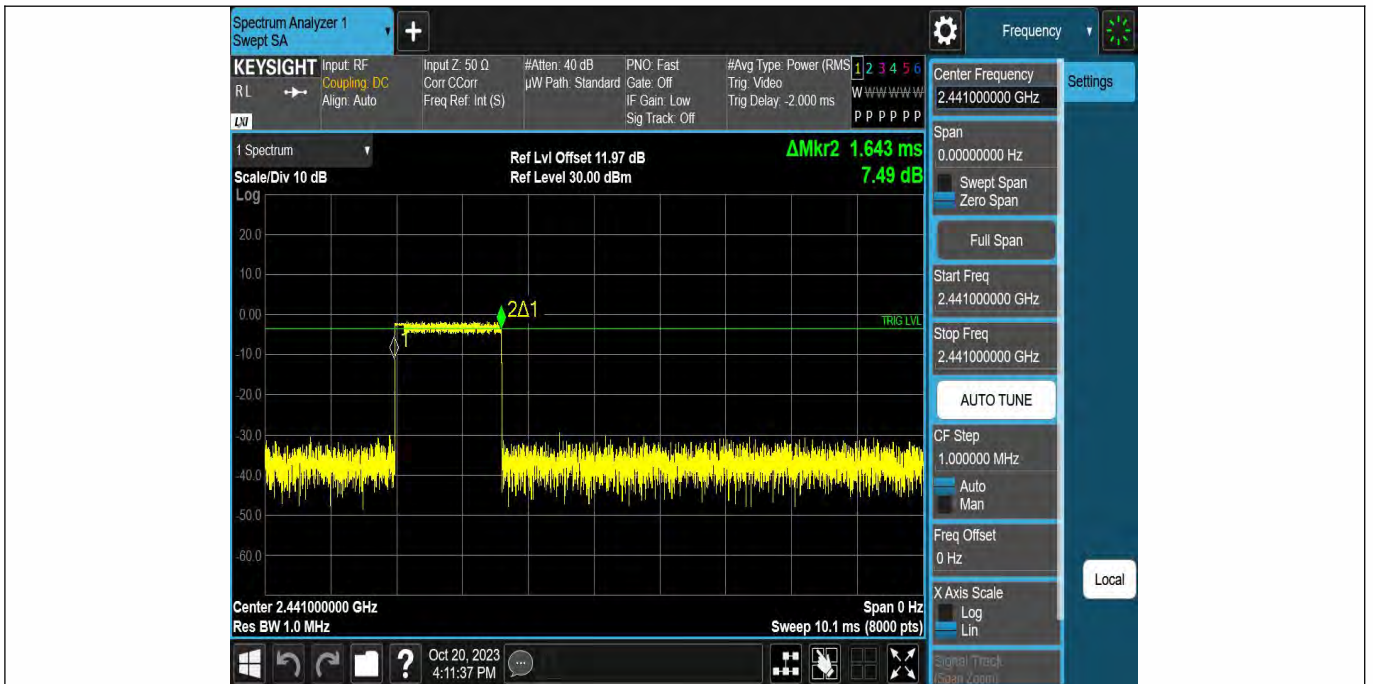 Spectrum Analyzer 1
Swept SA
Frequency
KEYSIGHT
RL
LXI
Input: RF
Coupling: DC
Align: Auto
Input Z: 50 Ω
Corr CCorr
Freq Ref: Int (S)
#Atten: 40 dB
µW Path: Standard
PNO: Fast
Gate: Off
IF Gain: Low
Sig Track: Off
#Avg Type: Power (RMS
Trig: Video
Trig Delay: -2.000 ms
1 2 3 4 5 6
W W W W W W
P P P P P P
1 Spectrum
Scale/Div 10 dB
Log
Ref Lvl Offset 11.97 dB
Ref Level 30.00 dBm
ΔMkr2 1.643 ms
7.49 dB
20.0
10.0
0.00
-10.0
-20.0
-30.0
-40.0
-50.0
-60.0
2Δ1
1
TRIG LVL
Center 2.441000000 GHz
Res BW 1.0 MHz
Span 0 Hz
Sweep 10.1 ms (8000 pts)
Center Frequency
2.441000000 GHz
Settings
Span
0.00000000 Hz
Swept Span
Zero Span
Full Span
Start Freq
2.441000000 GHz
Stop Freq
2.441000000 GHz
AUTO TUNE
CF Step
1.000000 MHz
Auto
Man
Freq Offset
0 Hz
X Axis Scale
Log
Lin
Local
Signal Track
(Span Zoom)
?
Oct 20, 2023
4:11:37 PM